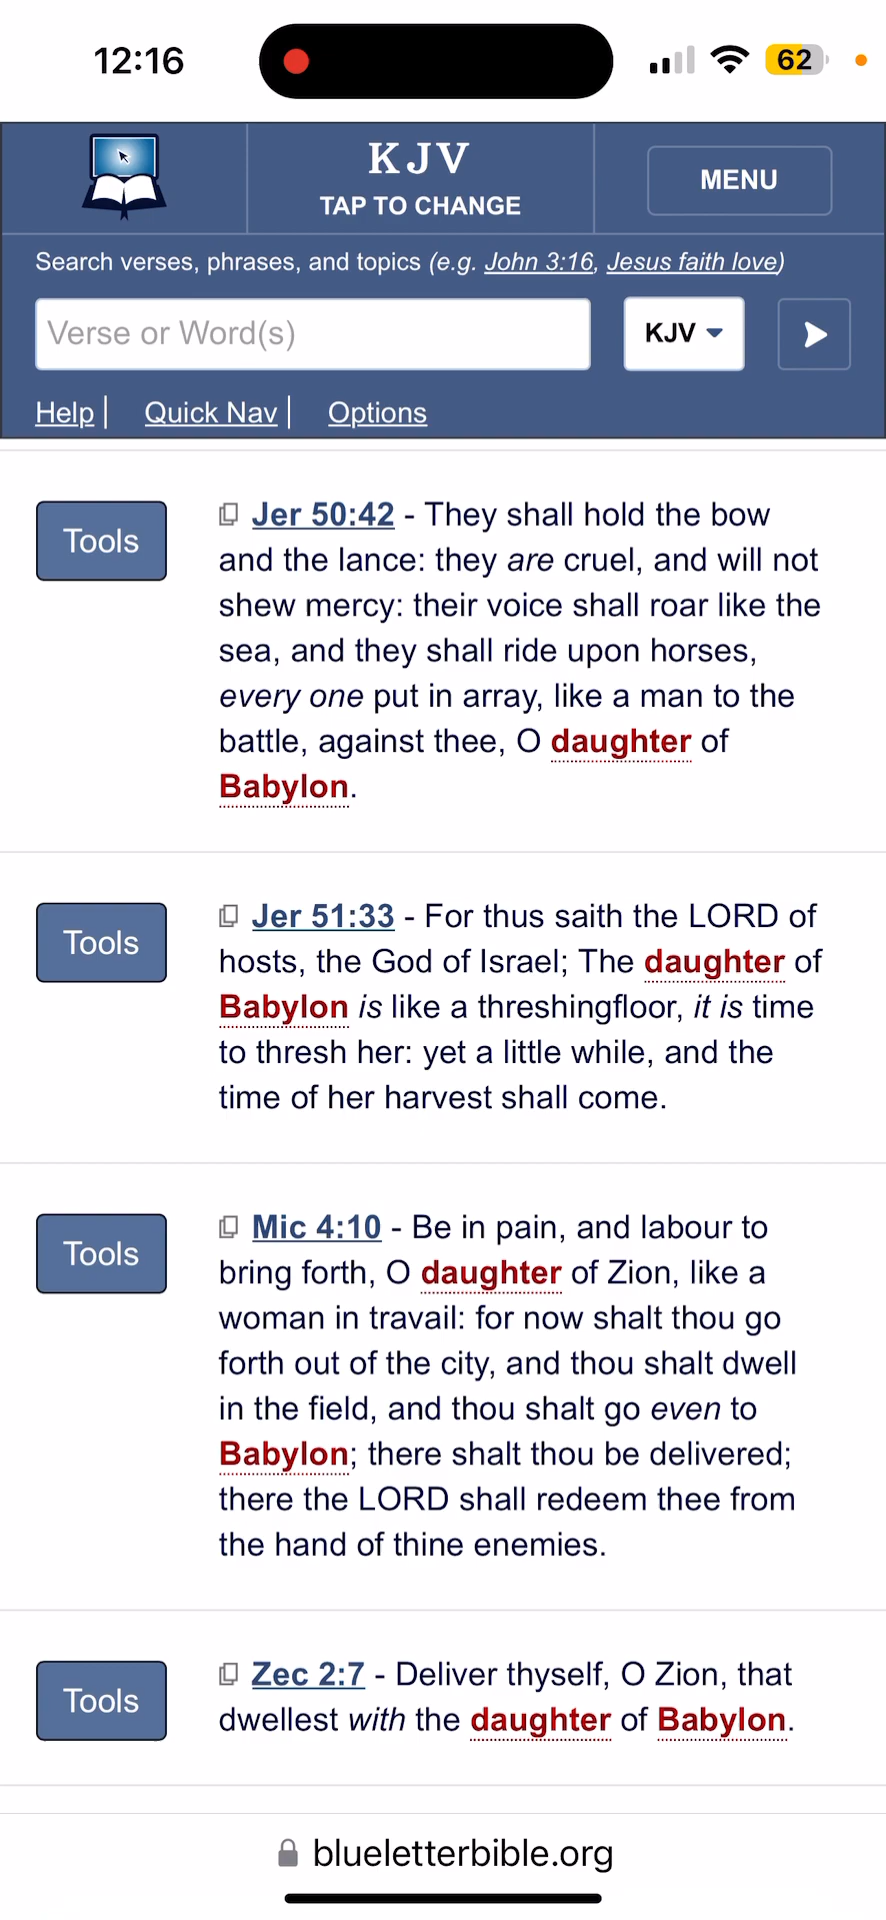 12:16
62
KJV
TAP TO CHANGE
MENU
Search verses, phrases, and topics (e.g. John 3:16, Jesus faith love)
Verse or Word(s)
KJV
Help | Quick Nav | Options
Tools
Jer 50:42 - They shall hold the bow
and the lance: they are cruel, and will not
shew mercy: their voice shall roar like the
sea, and they shall ride upon horses,
every one put in array, like a man to the
battle, against thee, O daughter of
Babylon.
Tools
Jer 51:33 - For thus saith the LORD of
hosts, the God of Israel; The daughter of
Babylon is like a threshingfloor, it is time
to thresh her: yet a little while, and the
time of her harvest shall come.
Tools
Mic 4:10 - Be in pain, and labour to
bring forth, O daughter of Zion, like a
woman in travail: for now shalt thou go
forth out of the city, and thou shalt dwell
in the field, and thou shalt go even to
Babylon; there shalt thou be delivered;
there the LORD shall redeem thee from
the hand of thine enemies.
Tools
Zec 2:7 - Deliver thyself, O Zion, that
dwellest with the daughter of Babylon.
blueletterbible.org